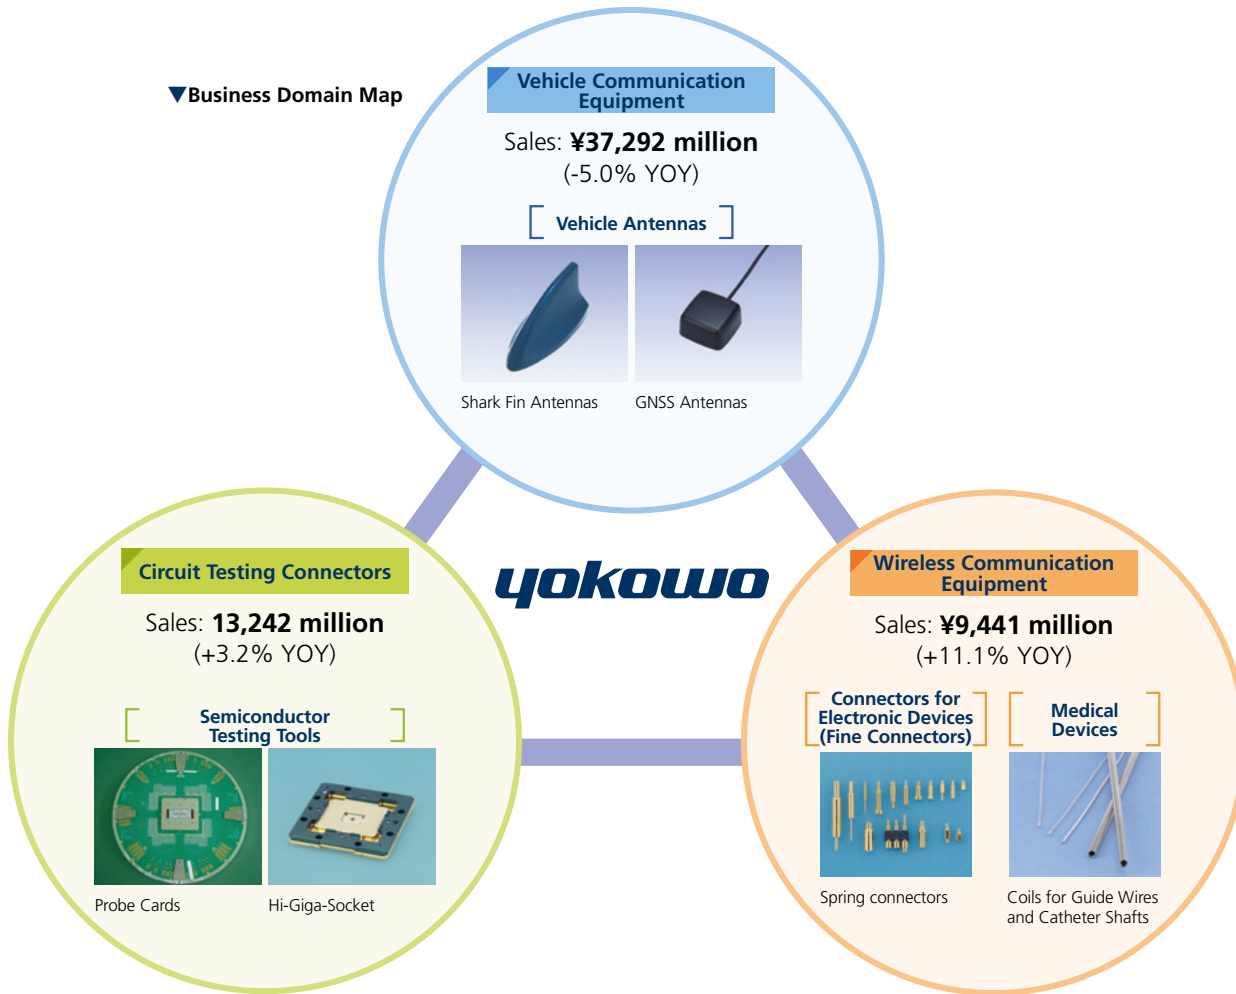 ▼Business Domain Map
Vehicle Communication
Equipment
Sales: ¥37,292 million
(-5.0% YOY)
Vehicle Antennas
Shark Fin Antennas
GNSS Antennas
yokowo
Circuit Testing Connectors
Sales: 13,242 million
(+3.2% YOY)
Semiconductor
Testing Tools
Probe Cards
Hi-Giga-Socket
Wireless Communication
Equipment
Sales: ¥9,441 million
(+11.1% YOY)
Connectors for
Electronic Devices
(Fine Connectors)
Spring connectors
Medical
Devices
Coils for Guide Wires
and Catheter Shafts